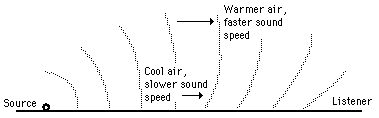 Warmer air,
faster sound
speed
Cool air,
slower sound
speed
Source
Listener